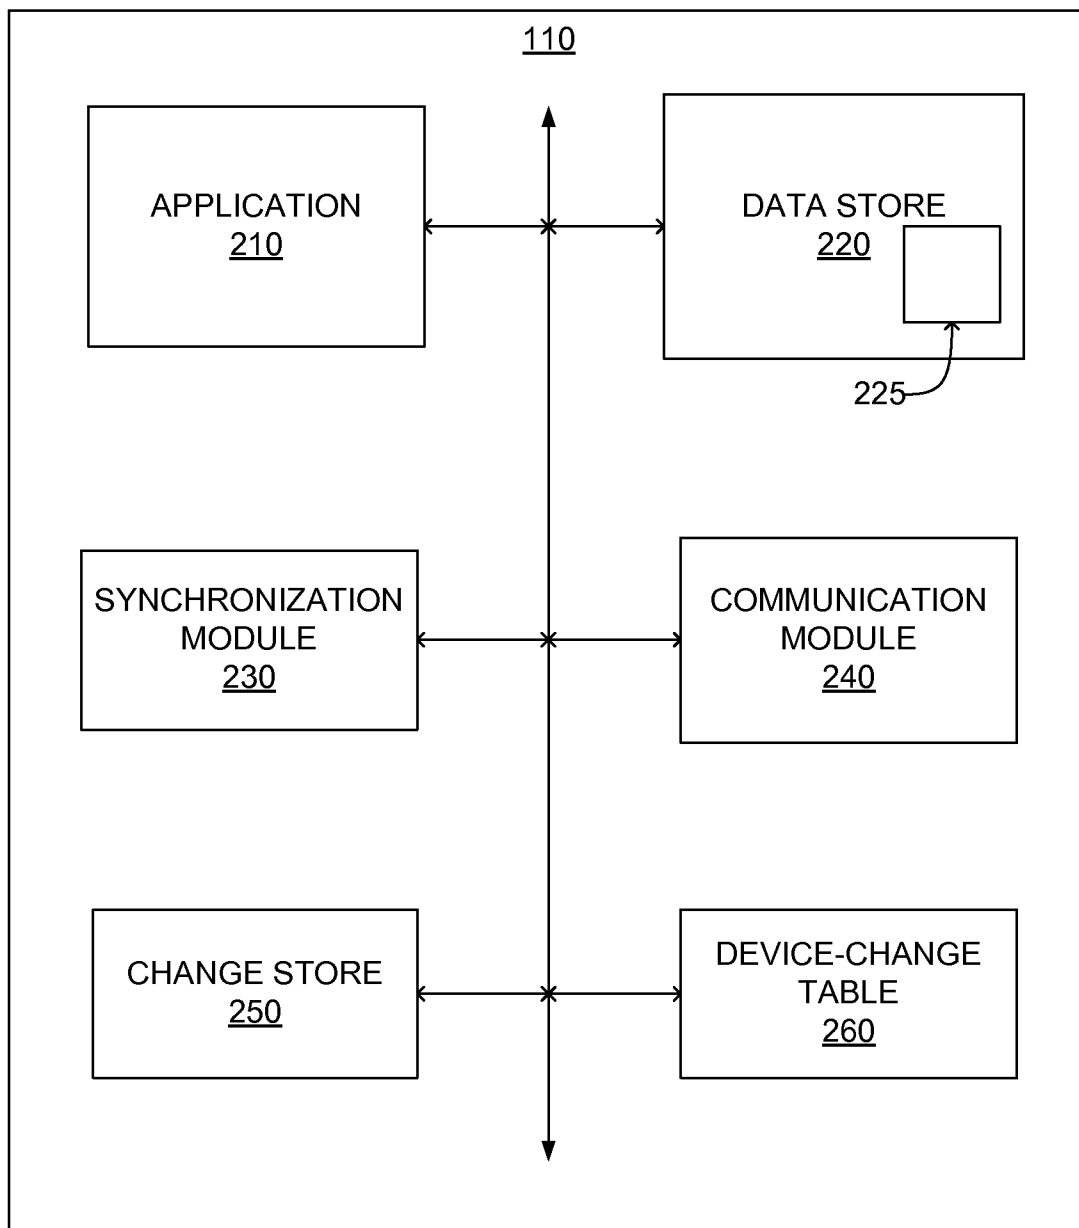 110
APPLICATION
210
DATA STORE
220
225
SYNCHRONIZATION
MODULE
230
COMMUNICATION
MODULE
240
CHANGE STORE
250
DEVICE-CHANGE
TABLE
260